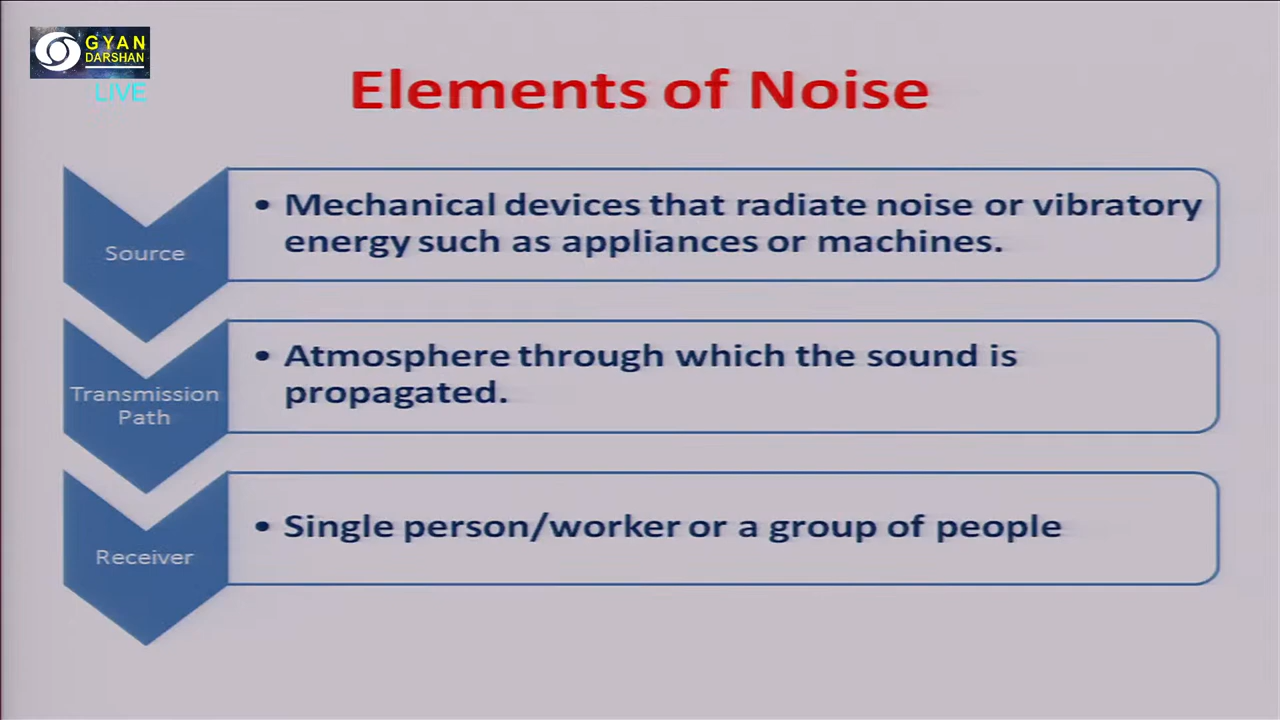 GYAN
DARSHAN
LIVE
Elements of Noise
Source
• Mechanical devices that radiate noise or vibratory
energy such as appliances or machines.
Transmission
Path
• Atmosphere through which the sound is
propagated.
Receiver
• Single person/worker or a group of people